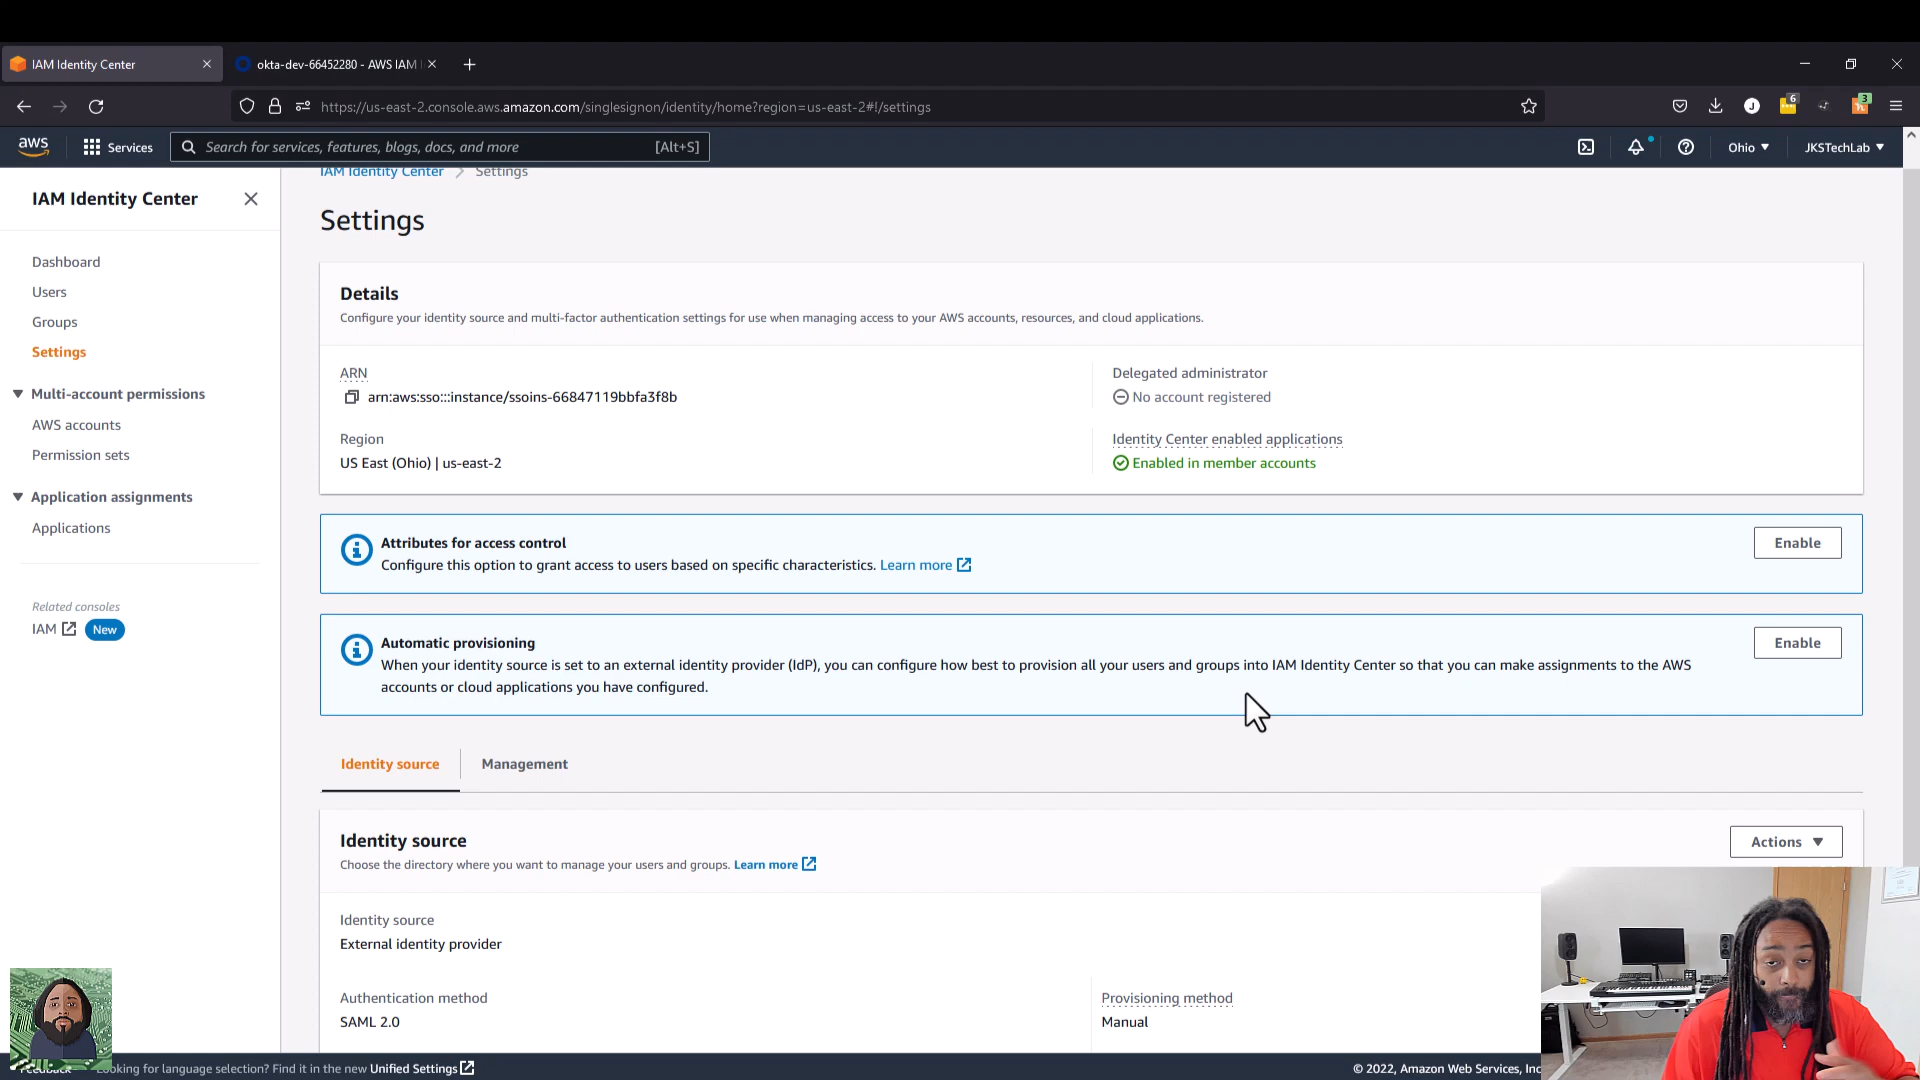 IAM Identity Center
okta-dev-66452280 - AWS IAM
https://us-east-2.console.aws.amazon.com/singlesignon/identity/home?region=us-east-2#!/settings
6
J
3
aws
Services
Search for services, features, blogs, docs, and more
[Alt+S]
Ohio
JKSTechLab
IAM Identity Center
Dashboard
Users
Groups
Settings
Multi-account permissions
AWS accounts
Permission sets
Application assignments
Applications
Related consoles
IAM
New
IAM Identity Center > Settings
Settings
Details
Configure your identity source and multi-factor authentication settings for use when managing access to your AWS accounts, resources, and cloud applications.
ARN
arn:aws:sso:::instance/ssoins-66847119bbfa3f8b
Region
US East (Ohio) | us-east-2
Delegated administrator
No account registered
Identity Center enabled applications
Enabled in member accounts
Attributes for access control
Configure this option to grant access to users based on specific characteristics. Learn more
Enable
Automatic provisioning
When your identity source is set to an external identity provider (IdP), you can configure how best to provision all your users and groups into IAM Identity Center so that you can make assignments to the AWS
accounts or cloud applications you have configured.
Enable
Identity source
Management
Identity source
Choose the directory where you want to manage your users and groups. Learn more
Actions
Identity source
External identity provider
Authentication method
SAML 2.0
Provisioning method
Manual
Looking for language selection? Find it in the new Unified Settings
© 2022, Amazon Web Services, Inc